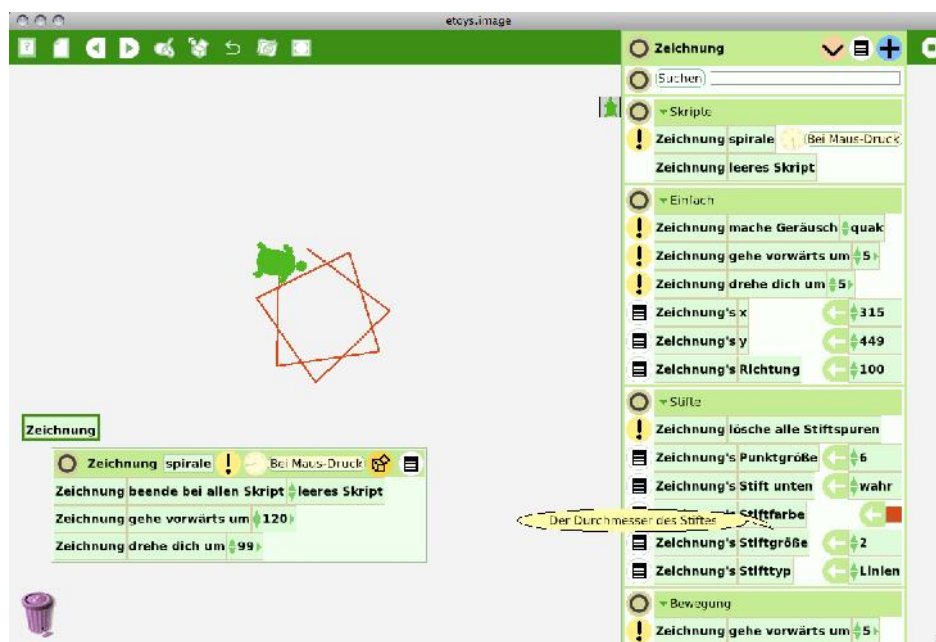 etoys.image
Zeichnung
Suchen
Skripte
Zeichnung spirale Bei Maus-Druck
Zeichnung leeres Skript
Einfach
Zeichnung mache Geräusch quak
Zeichnung gehe vorwärts um 5
Zeichnung drehe dich um 5
Zeichnung's x 315
Zeichnung's y 449
Zeichnung's Richtung 100
Stifte
Zeichnung lösche alle Stiftspuren
Zeichnung's Punktgröße 6
Zeichnung's Stift unten wahr
Stiftfarbe
Der Durchmesser des Stiftes
Zeichnung's Stiftgröße 2
Zeichnung's Stifttyp Linien
Bewegung
Zeichnung gehe vorwärts um 5
Zeichnung
Zeichnung spirale ! Bei Maus-Druck
Zeichnung beende bei allen Skript leeres Skript
Zeichnung gehe vorwärts um 120
Zeichnung drehe dich um 99